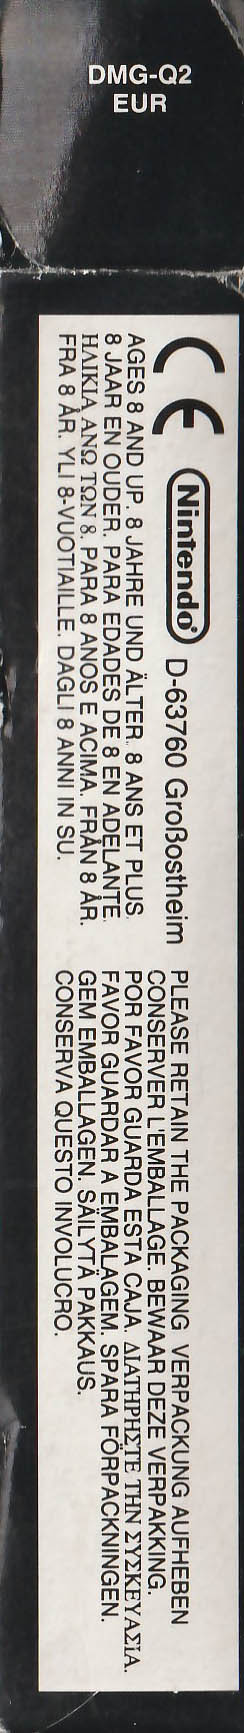 DMG-Q2
EUR
CE Nintendo® D-63760 Großostheim
AGES 8 AND UP. 8 JAHRE UND ÄLTER. 8 ANS ET PLUS.
8 JAAR EN OUDER. PARA EDADES DE 8 EN ADELANTE.
ΗΛΙΚΙΑ ΑΝΩ ΤΩΝ 8. PARA 8 ANOS E ACIMA. FRÅN 8 ÅR.
FRA 8 ÅR. YLI 8-VUOTIAILLE. DAGLI 8 ANNI IN SU.
PLEASE RETAIN THE PACKAGING VERPACKUNG AUFHEBEN
CONSERVER L'EMBALLAGE. BEWAAR DEZE VERPAKKING.
POR FAVOR GUARDA ESTA CAJA. ΔΙΑΤΗΡΗΣΤΕ ΤΗΝ ΣΥΣΚΕΥΑΣΙΑ.
FAVOR GUARDAR A EMBALAGEM. SPARA FÖRPACKNINGEN.
GEM EMBALLAGEN. SÄILYTÄ PAKKAUS.
CONSERVA QUESTO INVOLUCRO.